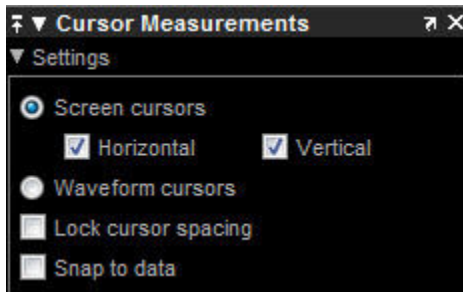 Cursor Measurements
Settings
Screen cursors
Horizontal Vertical
Waveform cursors
Lock cursor spacing
Snap to data